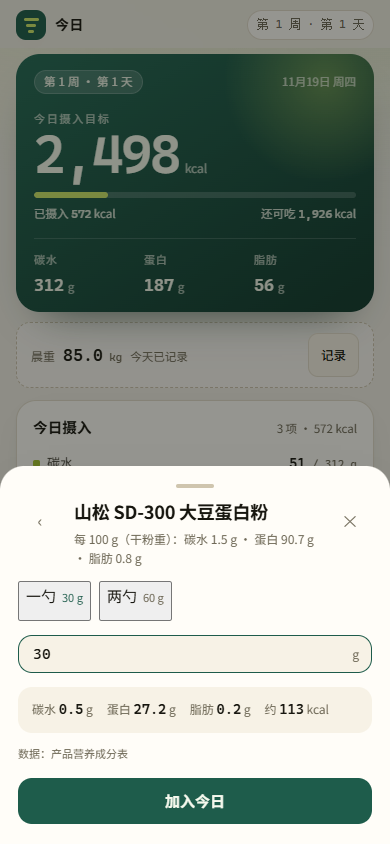 今日
第 1 周 · 第 1 天
第 1 周 · 第 1 天
11月19日 周四
今日摄入目标
2,498 kcal
已摄入 572 kcal
还可吃 1,926 kcal
碳水
蛋白
脂肪
312 g
187 g
56 g
晨重 85.0 kg 今天已记录
记录
今日摄入
3 项 · 572 kcal
碳水
51 / 312 g
山松 SD-300 大豆蛋白粉
每 100 g（干粉重）：碳水 1.5 g · 蛋白 90.7 g
· 脂肪 0.8 g
一勺 30 g
两勺 60 g
30 g
碳水 0.5 g 蛋白 27.2 g 脂肪 0.2 g 约 113 kcal
数据：产品营养成分表
加入今日